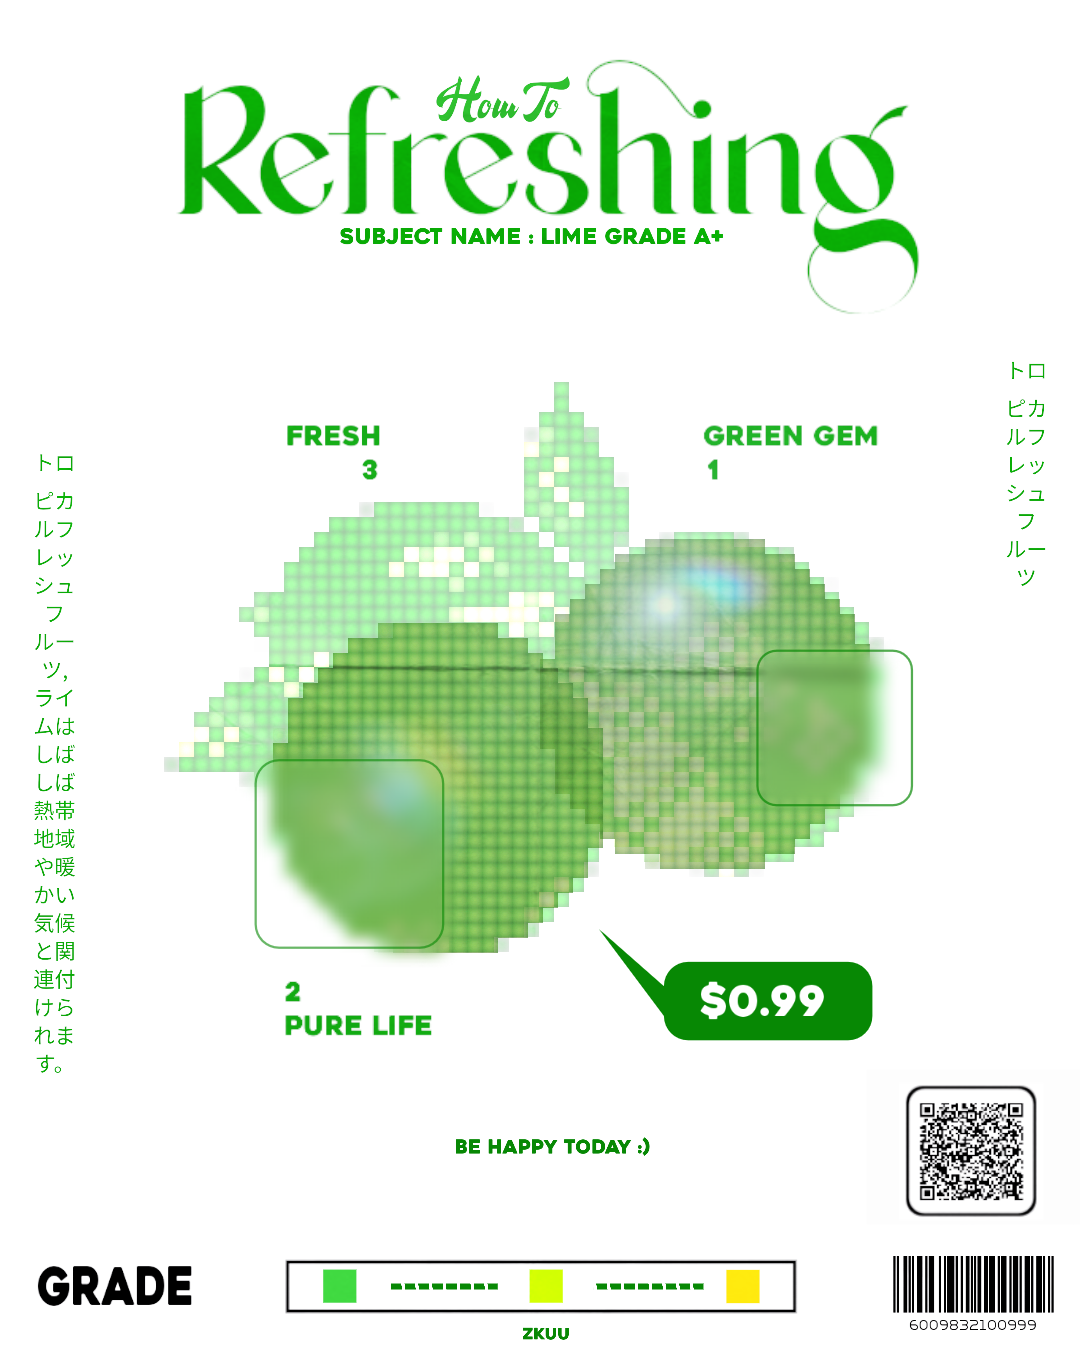 How To
Refreshing
SUBJECT NAME : LIME GRADE A+
トロ
ピカ
ルフ
レッ
シュ
フ
ルー
ツ
FRESH
3
GREEN GEM
1
トロ
ピカ
ルフ
レッ
シュ
フ
ルー
ツ,
ライ
ムは
しば
しば
熱帯
地域
や暖
かい
気候
と関
連付
けら
れま
す。
2
PURE LIFE
$0.99
BE HAPPY TODAY :)
GRADE
ZKUU
6009832100999